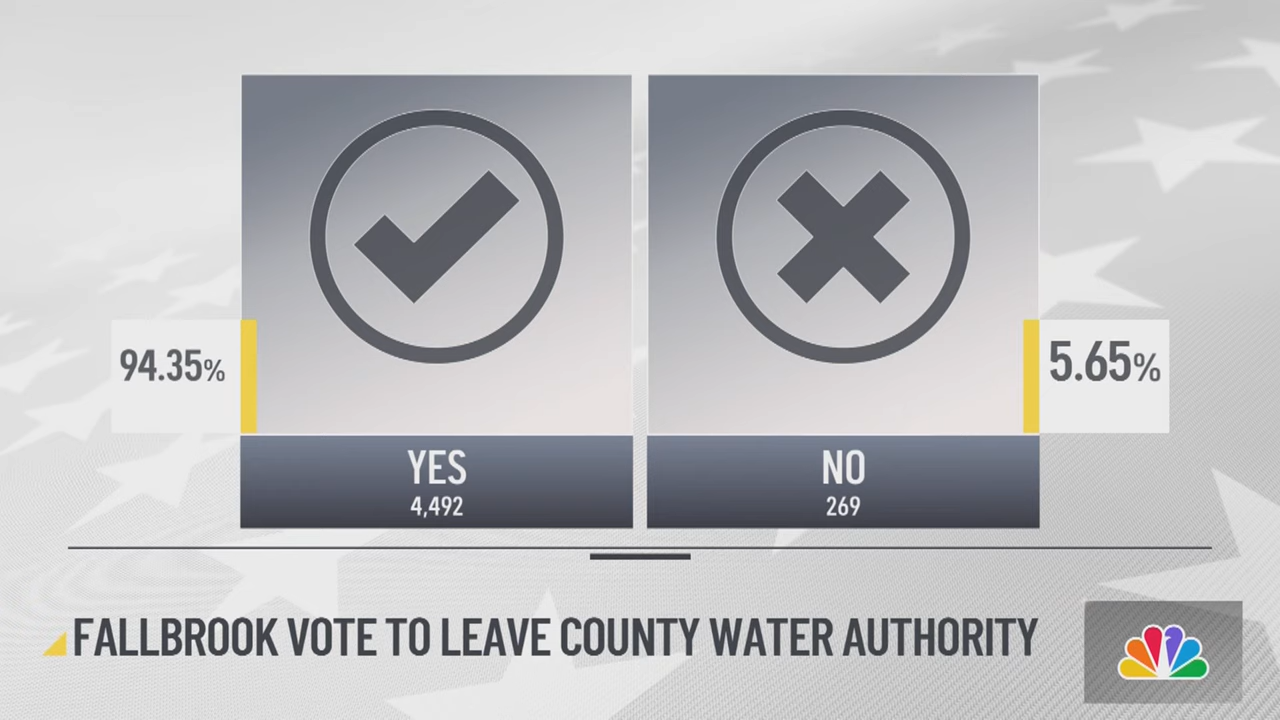 94.35%
5.65%
YES
4,492
NO
269
FALLBROOK VOTE TO LEAVE COUNTY WATER AUTHORITY